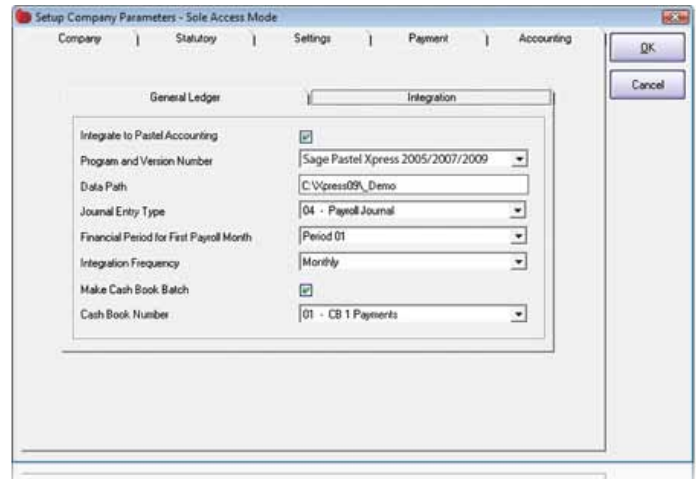 Setup Company Parameters - Sole Access Mode
Company Statutory Settings Payment Accounting
OK
Cancel
General Ledger Integration
Integrate to Pastel Accounting
Program and Version Number Sage Pastel Xpress 2005/2007/2009
Data Path C:\Xpress09\_Demo
Journal Entry Type 04 - Payroll Journal
Financial Period for First Payroll Month Period 01
Integration Frequency Monthly
Make Cash Book Batch
Cash Book Number 01 - CB 1 Payments